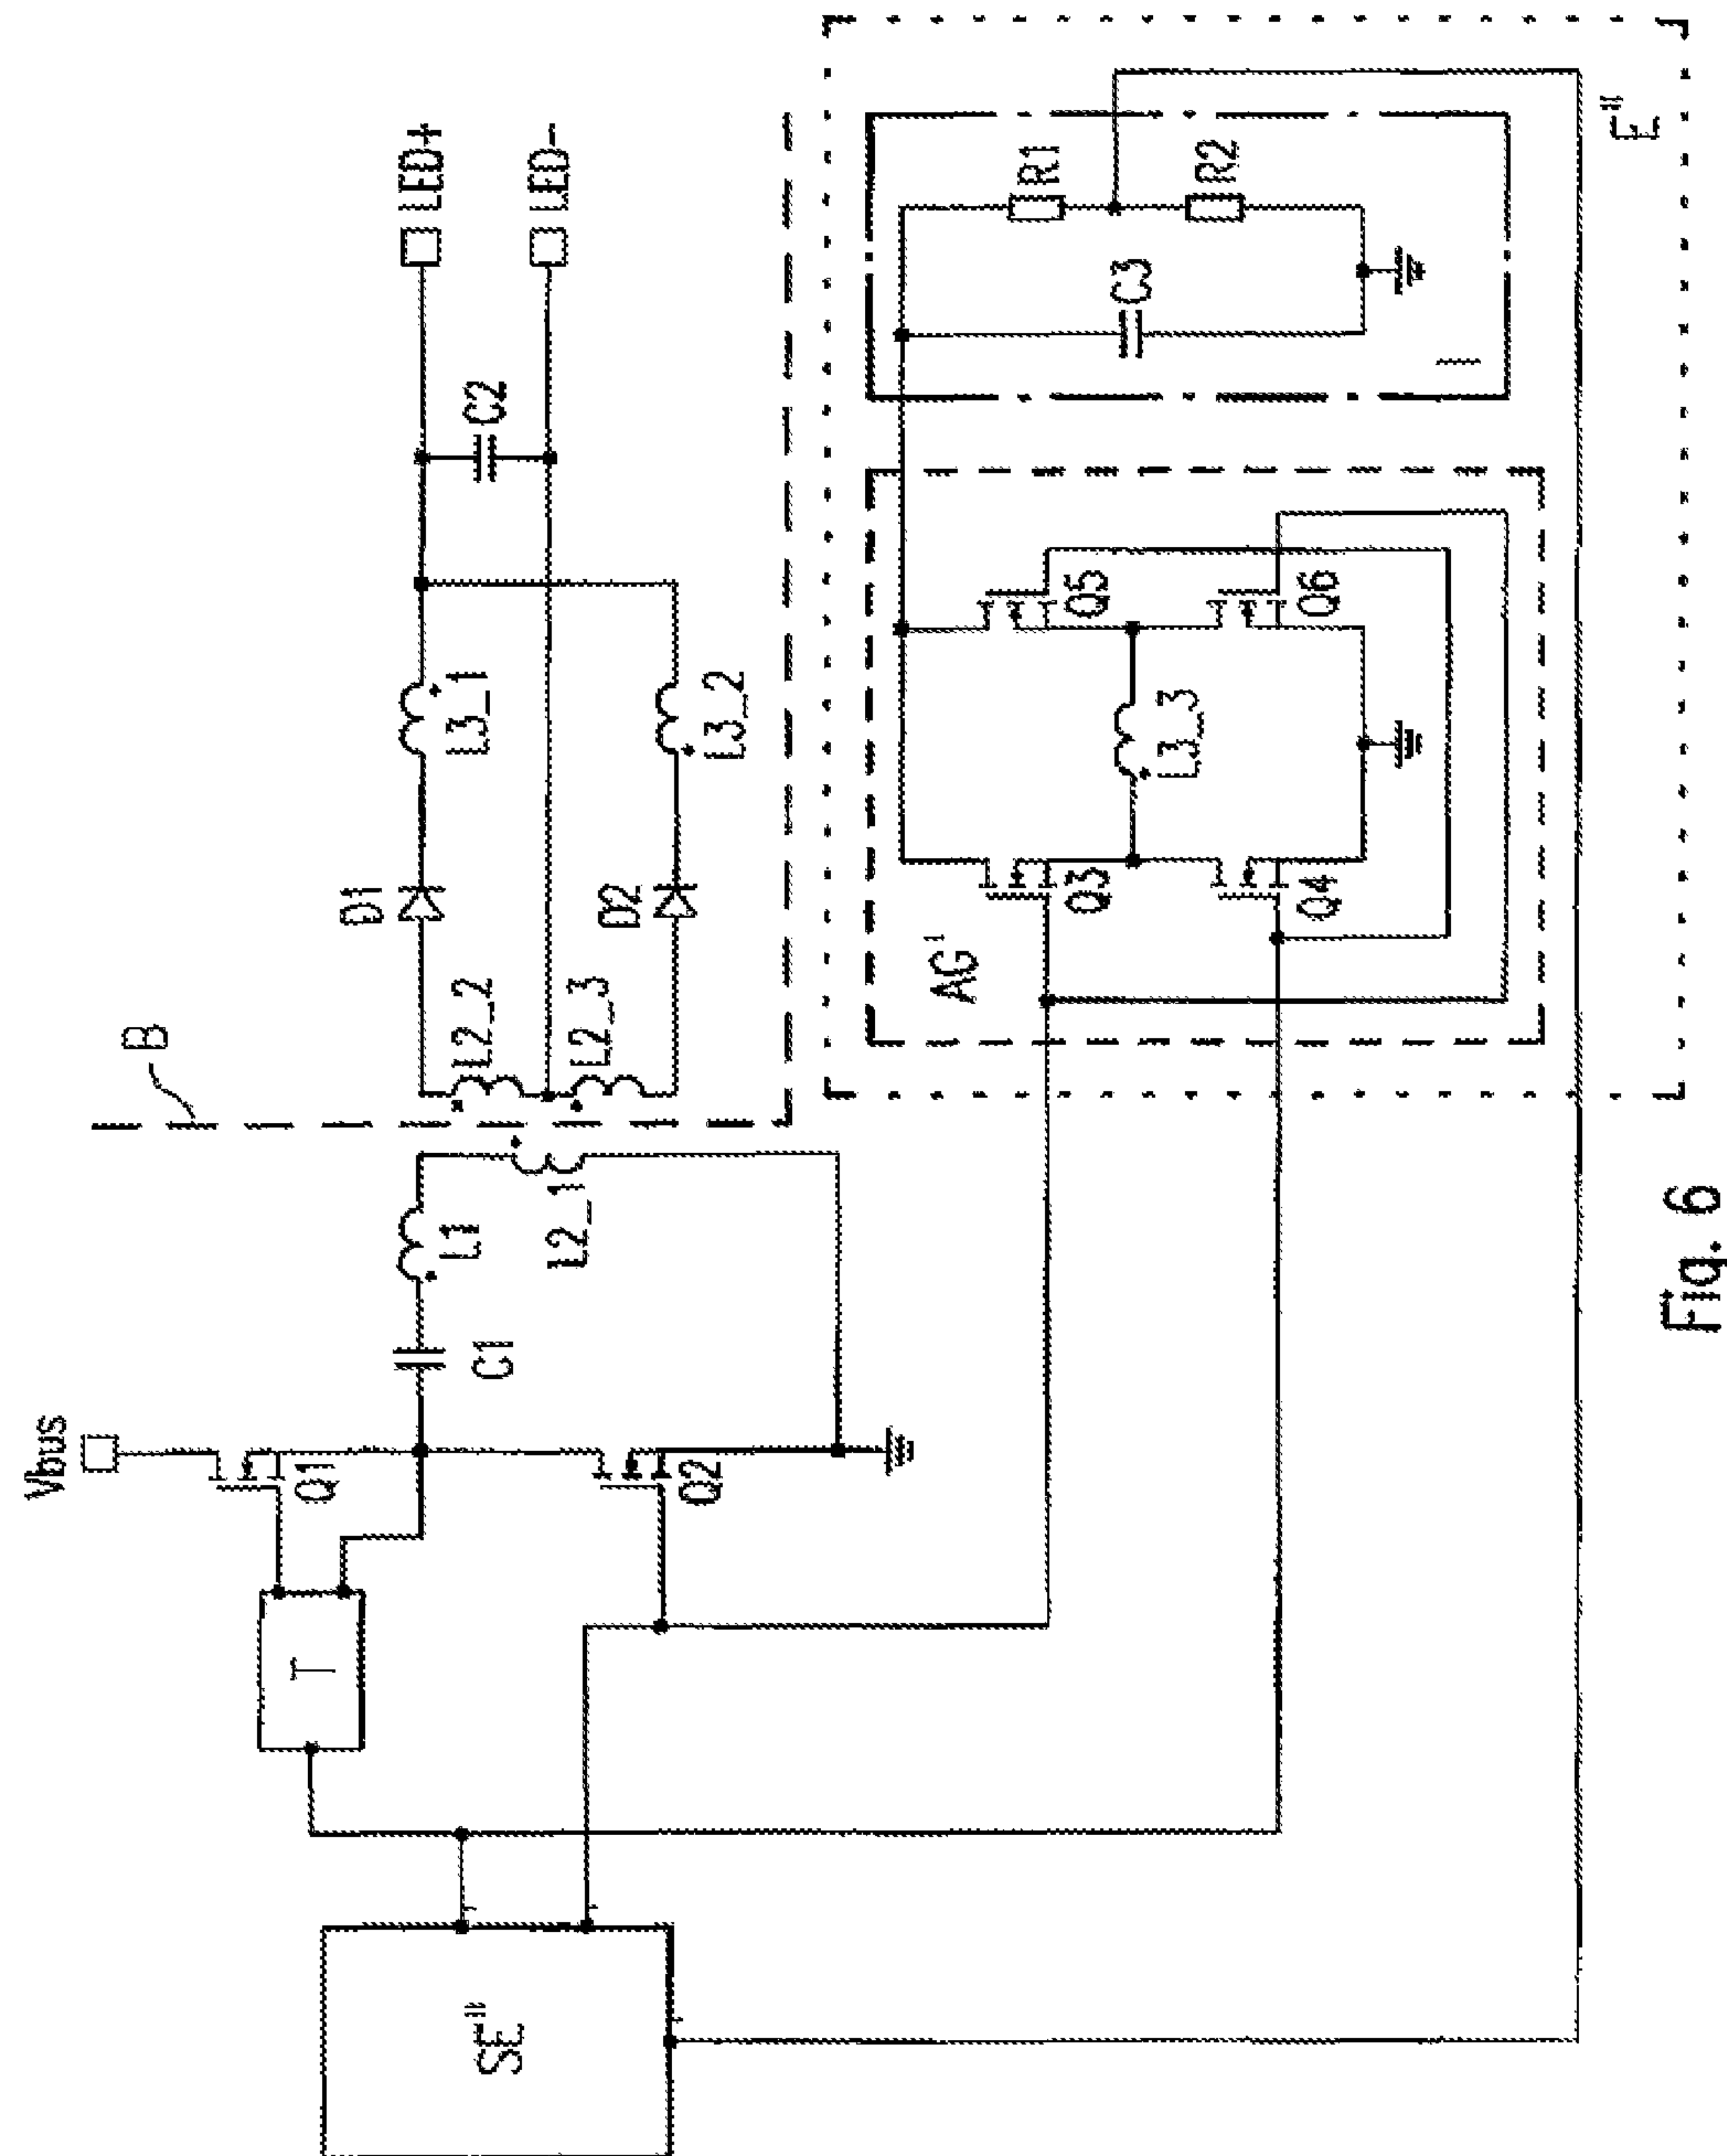 Vbus
B
T
Q1
C1
L1
L2_1
L2_2
L2_3
D1
L3_1
C2
LED+
LED-
D2
L3_2
SE"
Q2
AG'
Q3
Q5
L3_3
Q4
Q6
C3
R1
R2
I
E"
Fig. 6